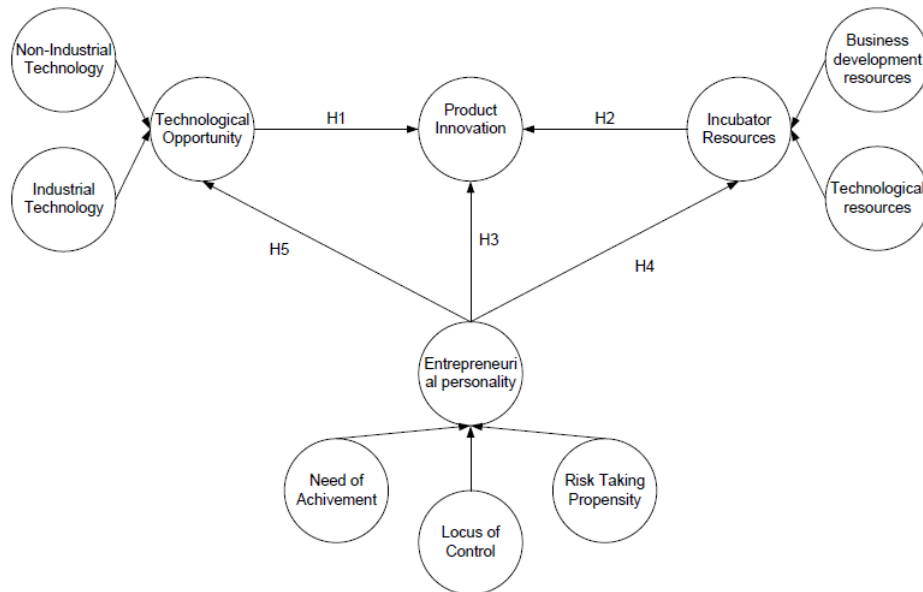 Non-Industrial
Technology
Business
development
resources
Technological
Opportunity
H1
Product
Innovation
H2
Incubator
Resources
Industrial
Technology
Technological
resources
H5
H3
H4
Entrepreneuri
al personality
Need of
Achivement
Risk Taking
Propensity
Locus of
Control